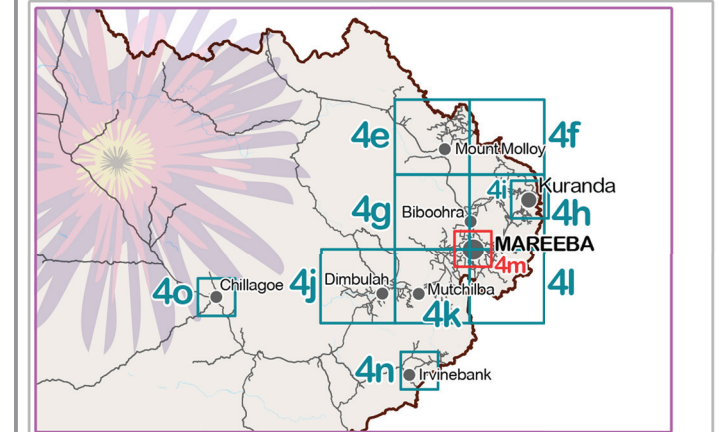 4e
4f
Mount Molloy
4i
Kuranda
4g
Biboohra
4h
MAREEBA
4m
4o
Chillagoe
4j
Dimbulah
Mutchilba
4l
4k
4n
Irvinebank